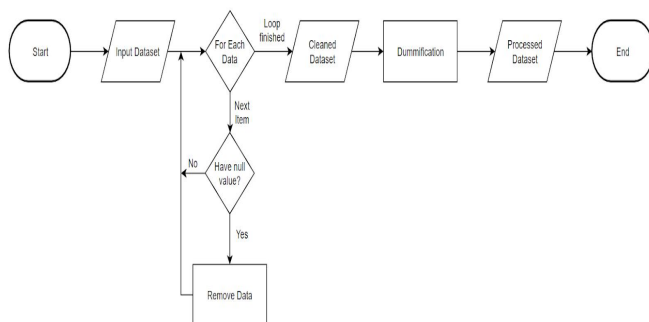 Start
Input Dataset
For Each
Data
Loop
finished
Cleaned
Dataset
Dummification
Processed
Dataset
End
Next
Item
Have null
value?
No
Yes
Remove Data